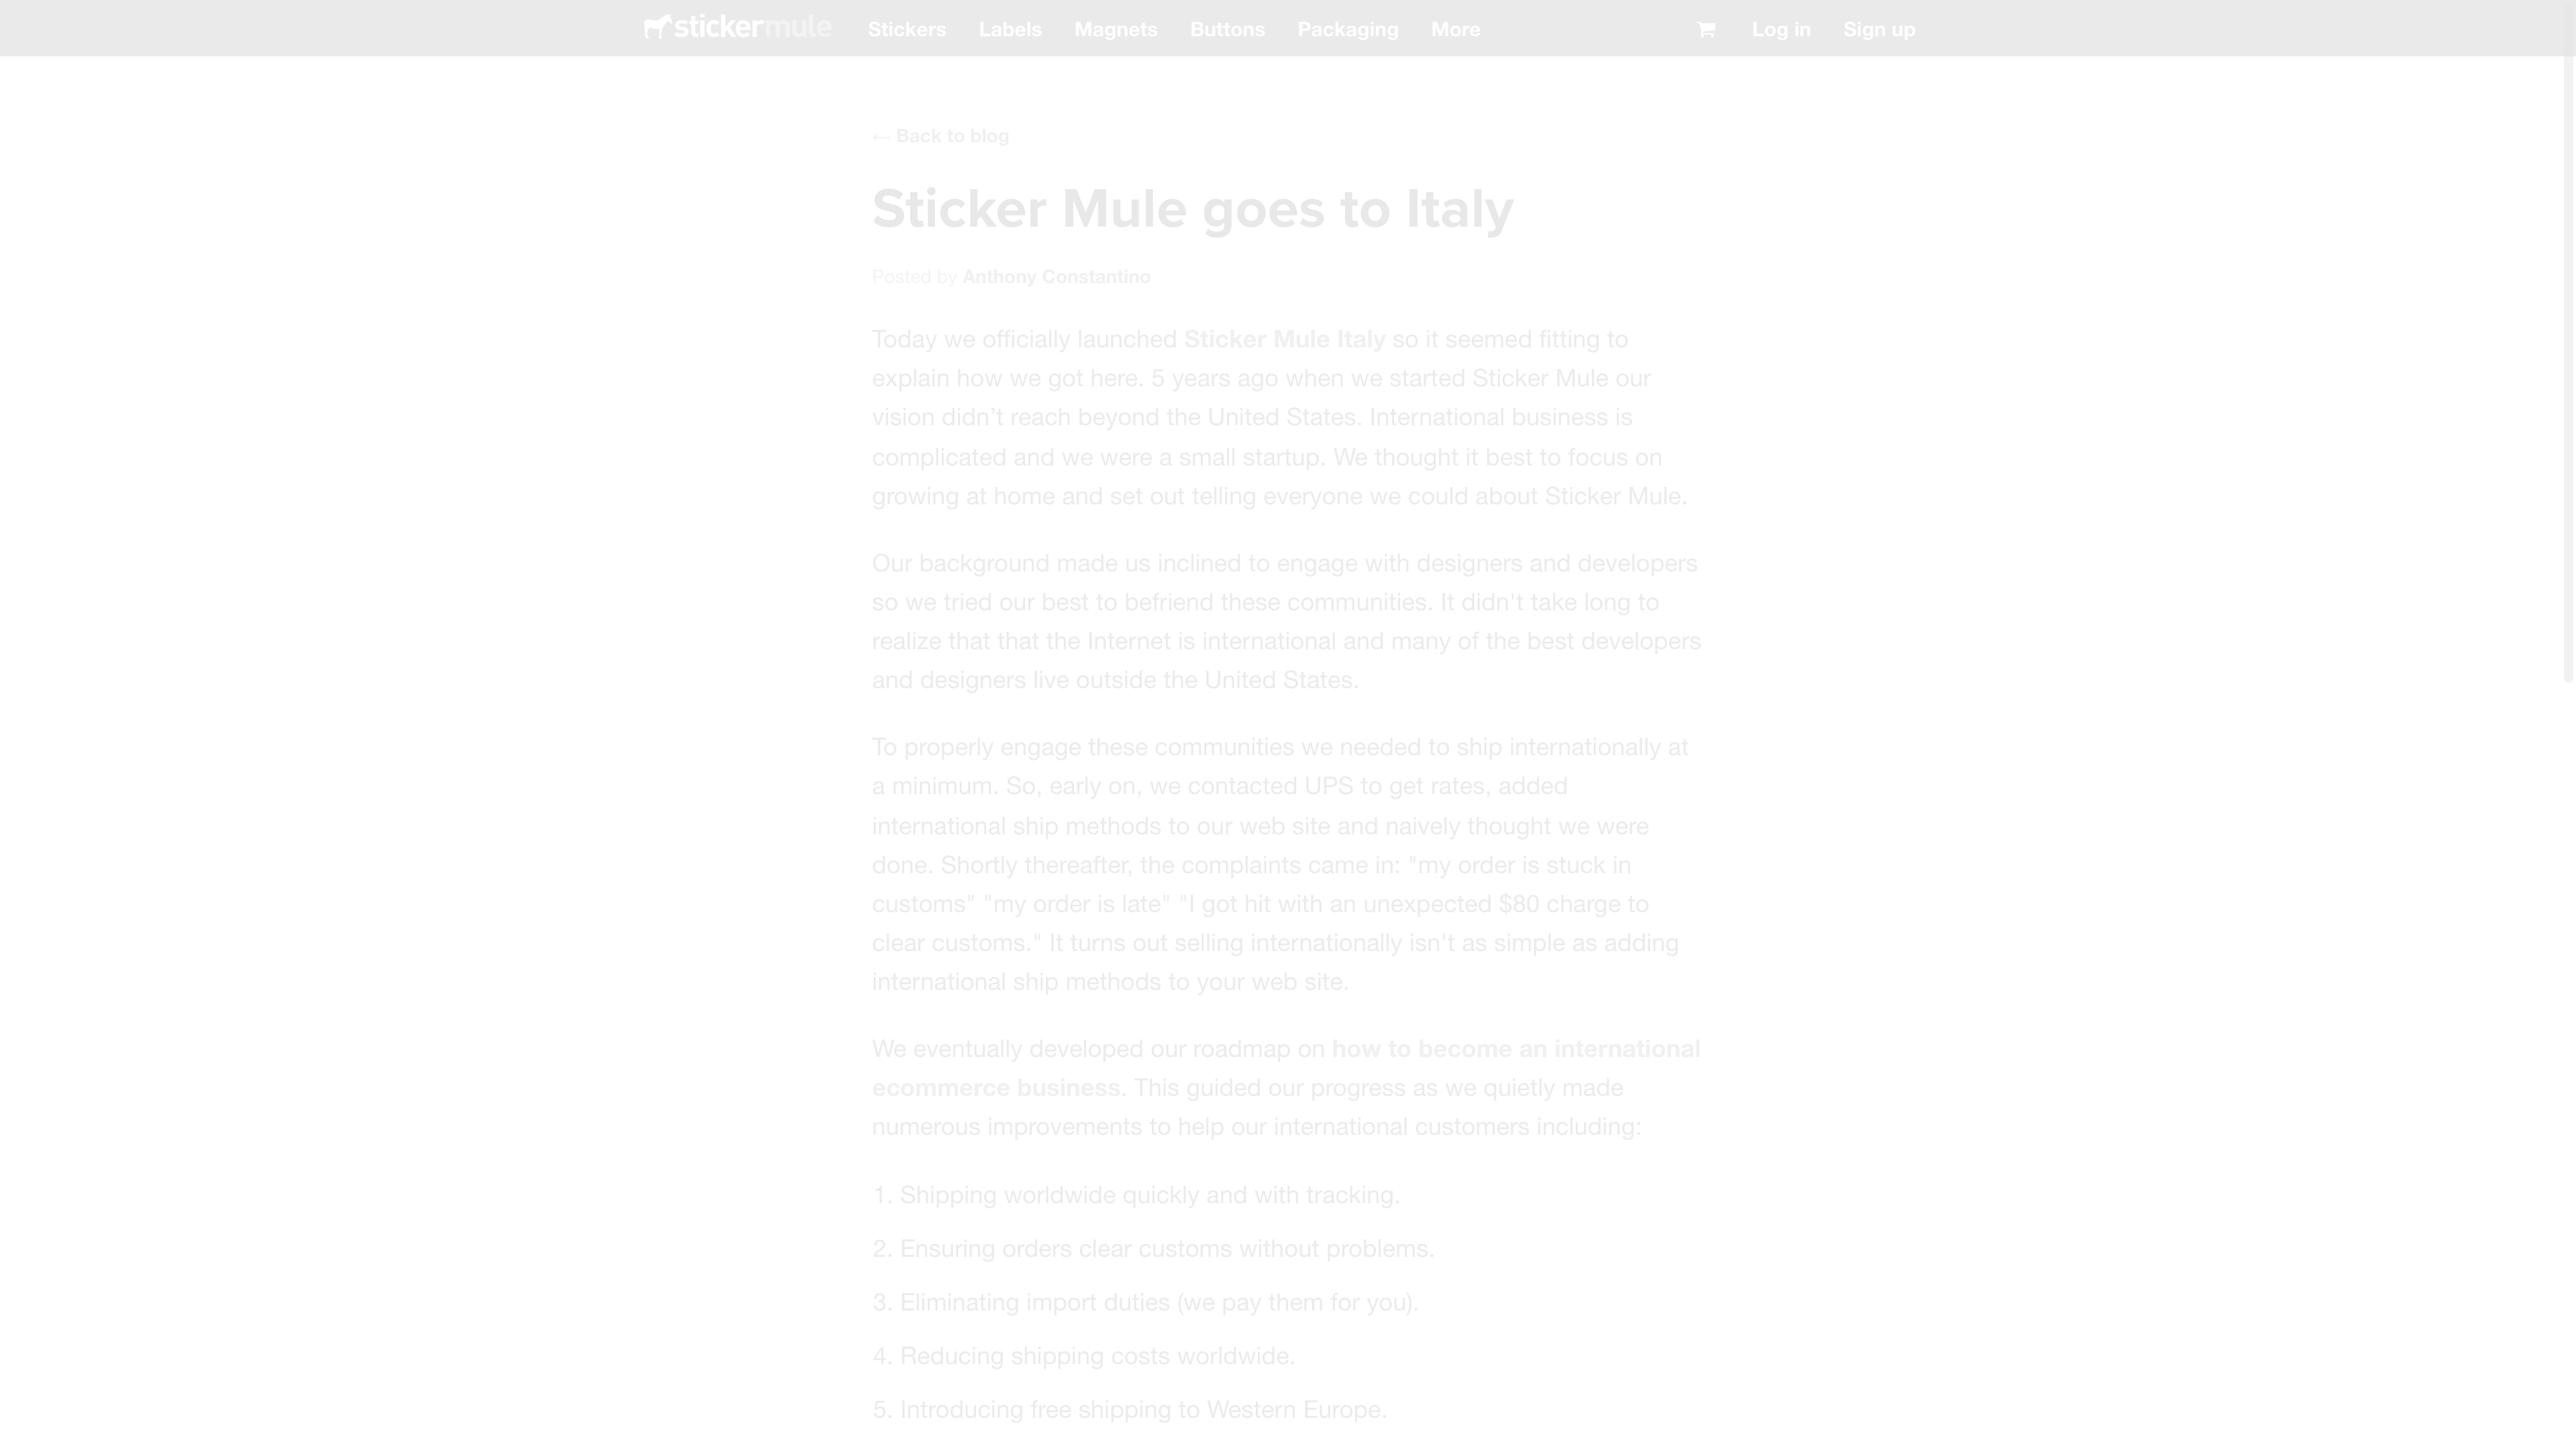 stickermule Stickers Labels Magnets Buttons Packaging More Log in Sign up
← Back to blog
Sticker Mule goes to Italy
Posted by Anthony Constantino
Today we officially launched Sticker Mule Italy so it seemed fitting to
explain how we got here. 5 years ago when we started Sticker Mule our
vision didn’t reach beyond the United States. International business is
complicated and we were a small startup. We thought it best to focus on
growing at home and set out telling everyone we could about Sticker Mule.
Our background made us inclined to engage with designers and developers
so we tried our best to befriend these communities. It didn't take long to
realize that that the Internet is international and many of the best developers
and designers live outside the United States.
To properly engage these communities we needed to ship internationally at
a minimum. So, early on, we contacted UPS to get rates, added
international ship methods to our web site and naively thought we were
done. Shortly thereafter, the complaints came in: "my order is stuck in
customs" "my order is late" "I got hit with an unexpected $80 charge to
clear customs." It turns out selling internationally isn't as simple as adding
international ship methods to your web site.
We eventually developed our roadmap on how to become an international
ecommerce business. This guided our progress as we quietly made
numerous improvements to help our international customers including:
1. Shipping worldwide quickly and with tracking.
2. Ensuring orders clear customs without problems.
3. Eliminating import duties (we pay them for you).
4. Reducing shipping costs worldwide.
5. Introducing free shipping to Western Europe.